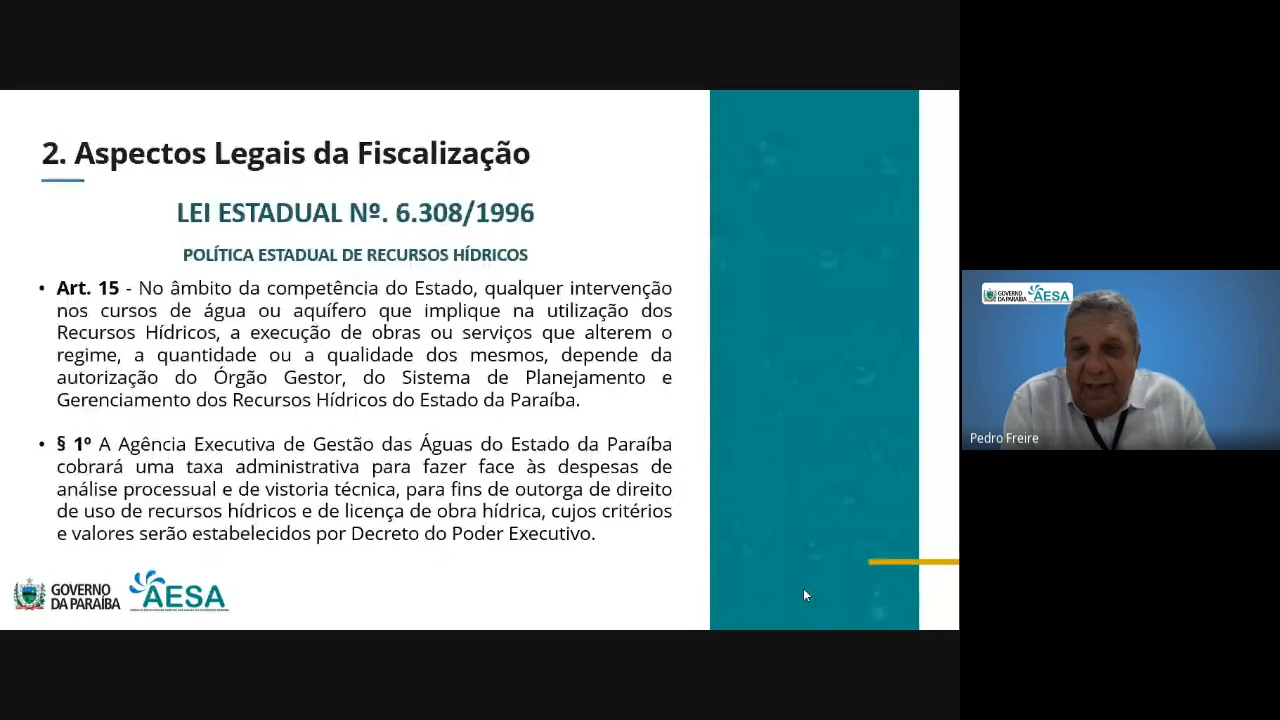 2. Aspectos Legais da Fiscalização
LEI ESTADUAL Nº. 6.308/1996
POLÍTICA ESTADUAL DE RECURSOS HÍDRICOS
• Art. 15 - No âmbito da competência do Estado, qualquer intervenção
nos cursos de água ou aquífero que implique na utilização dos
Recursos Hídricos, a execução de obras ou serviços que alterem o
regime, a quantidade ou a qualidade dos mesmos, depende da
autorização do Órgão Gestor, do Sistema de Planejamento e
Gerenciamento dos Recursos Hídricos do Estado da Paraíba.
• § 1º A Agência Executiva de Gestão das Águas do Estado da Paraíba
cobrará uma taxa administrativa para fazer face às despesas de
análise processual e de vistoria técnica, para fins de outorga de direito
de uso de recursos hídricos e de licença de obra hídrica, cujos critérios
e valores serão estabelecidos por Decreto do Poder Executivo.
GOVERNO
DA PARAÍBA
AESA
GOVERNO
DA PARAÍBA
AESA
Pedro Freire